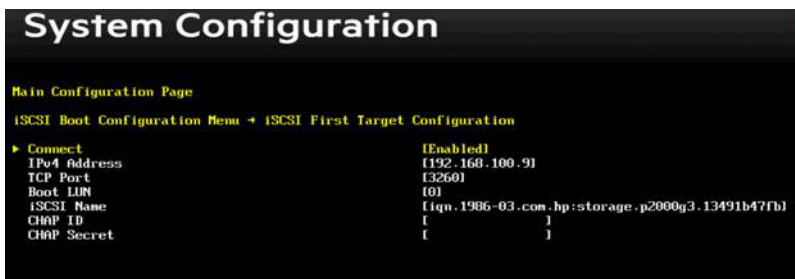 System Configuration
Main Configuration Page
iSCSI Boot Configuration Menu → iSCSI First Target Configuration
▶ Connect [Enabled]
IPv4 Address [192.168.100.9]
TCP Port [3260]
Boot LUN [0]
iSCSI Name [iqn.1986-03.com.hp:storage.p2000g3.13491b47fb]
CHAP ID [ ]
CHAP Secret [ ]